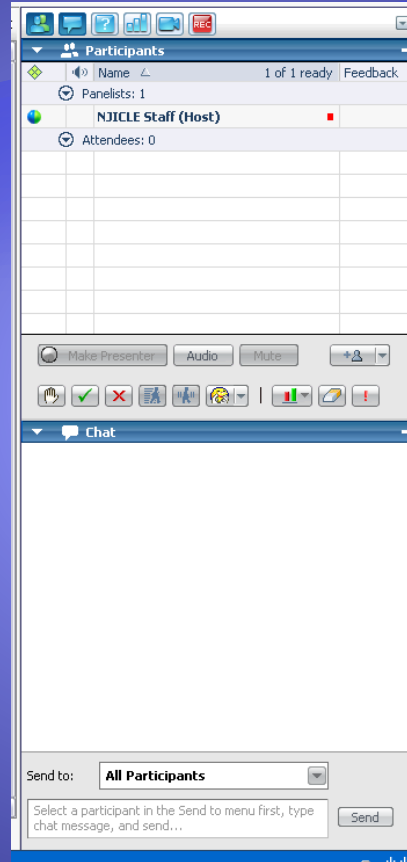 REC
Participants
Name 1 of 1 ready Feedback
Panelists: 1
NJICLE Staff (Host)
Attendees: 0
Make Presenter Audio Mute
Chat
Send to: All Participants
Select a participant in the Send to menu first, type
chat message, and send... Send